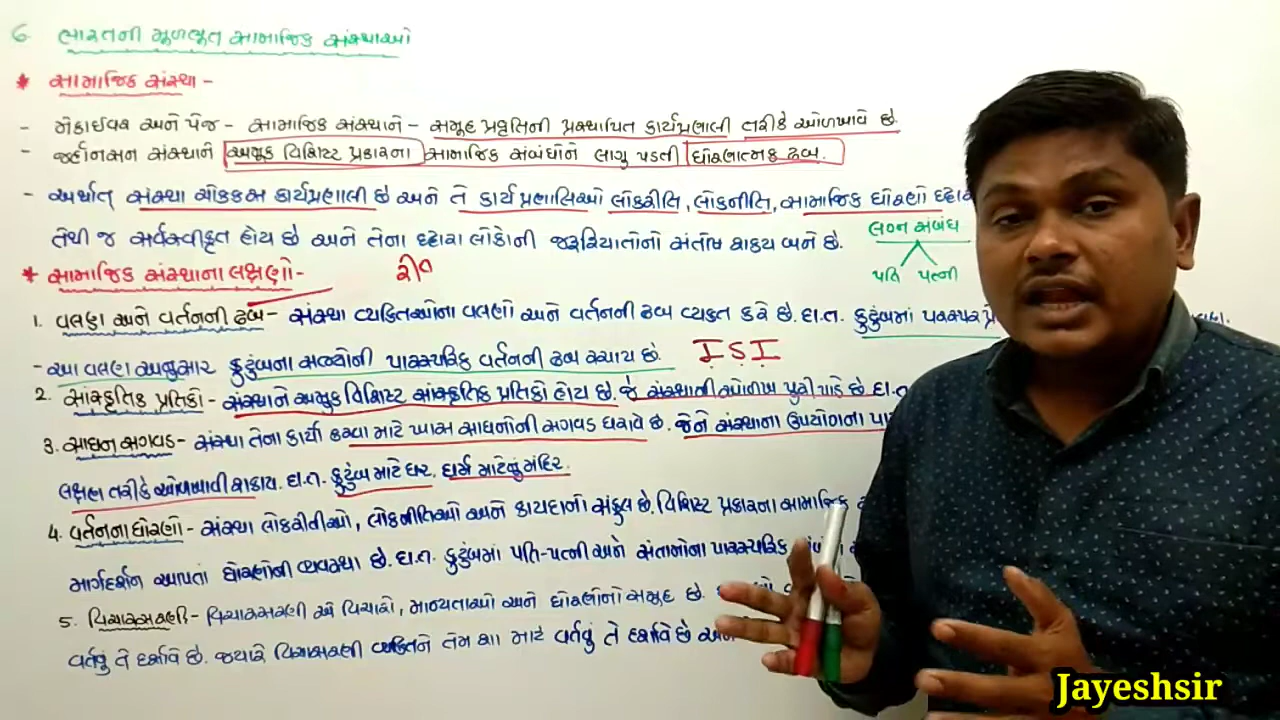 6. ભારતની મૂળભૂત સામાજિક સંસ્થાઓ
* સામાજિક સંસ્થા -
- મેકાઈવર અને પેજ - સામાજિક સંસ્થાને - સમૂહ પ્રવૃતિની પ્રસ્થાપિત કાર્યપ્રણાલી તરીકે ઓળખાવે છે.
- જ્હોનસન સંસ્થાને અમુક વિશિષ્ટ પ્રકારના સામાજિક સંબંધોને લાગુ પડતી ધોરણાત્મક ઢબ.
- અર્થાત્ સંસ્થા ચોકકસ કાર્યપ્રણાલી છે અને તે કાર્ય પ્રણાલિઓ લોકરીતિ, લોકનીતિ, સામાજિક ધોરણો દ્વારા
તેથી જ સર્વસ્વીકૃત હોય છે અને તેના દ્વારા લોકોની જરૂરિયાતોનો સંતોષ શક્ય બને છે.
લગ્ન સંબંધ
પતિ પત્ની
* સામાજિક સંસ્થાના લક્ષણો -
રીત
1. વલણ અને વર્તનની ઢબ - સંસ્થા વ્યકિતઓના વલણો અને વર્તનની ઢબ વ્યક્ત કરે છે. દા.ત. કુટુંબમાં પરસ્પર
- આ વલણ અનુસાર કુટુંબના સભ્યોની પારસ્પરિક વર્તનની ઢબ રચાય છે.
ISI
2. સાંસ્કૃતિક પ્રતિકો - સંસ્થાને અમુક વિશિષ્ટ સાંસ્કૃતિક પ્રતિકો હોય છે. જે સંસ્થાની ઓળખ પુરી પાડે છે દા.ત
3. સાધન સગવડ - સંસ્થા તેના કાર્યો કરવા માટે ખાસ સાધનોની સગવડ ધરાવે છે. જેને સંસ્થાના ઉપયોગના
લક્ષણ તરીકે ઓળખાવી શકાય. દા.ત. કુટુંબ માટે ઘર. ધર્મ માટેનું મંદિર.
4. વર્તનના ધોરણો - સંસ્થા લોકરીતીઓ, લોકનીતિઓ અને કાયદાનો સંકુલ છે. વિશિષ્ટ પ્રકારના સામાજિક
માર્ગદર્શન આપતાં ધોરણોની વ્યવસ્થા છે. દા.ત. કુટુંબમાં પતિ-પત્ની અને સંતાનોના પારસ્પરિક
5. વિચારસરણી - વિચારસરણી એ વિચારો, માન્યતાઓ અને ધોરણોનો સમૂહ છે.
વર્તવું તે દર્શાવે છે. જ્યારે વિચારસરણી વ્યક્તિને તેમ શા માટે વર્તવું તે દર્શાવે છે અને
Jayeshsir